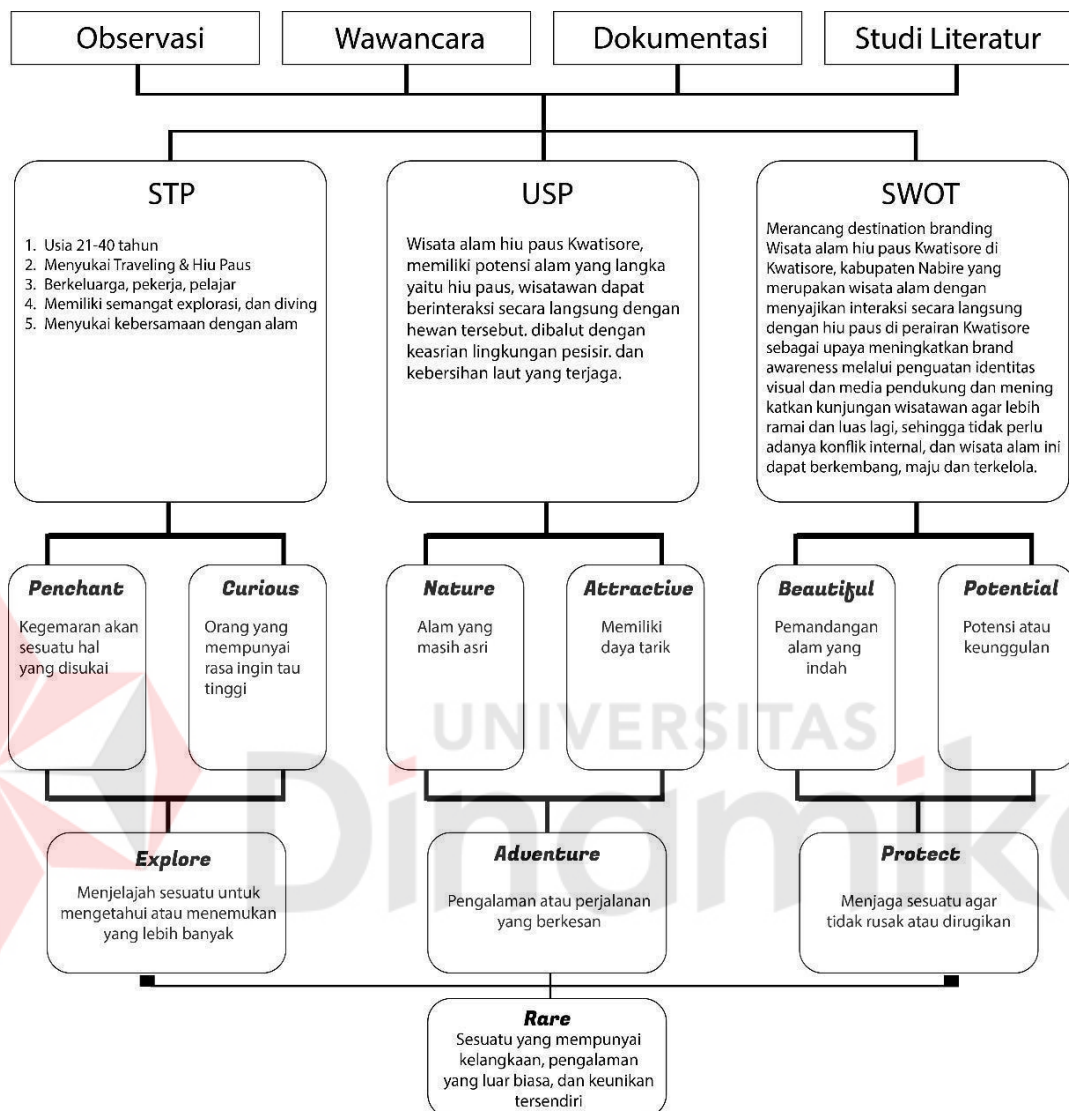 Observasi
Wawancara
Dokumentasi
Studi Literatur
STP
1. Usia 21-40 tahun
2. Menyukai Traveling & Hiu Paus
3. Berkeluarga, pekerja, pelajar
4. Memiliki semangat explorasi, dan diving
5. Menyukai kebersamaan dengan alam
USP
Wisata alam hiu paus Kwatisore,
memiliki potensi alam yang langka
yaitu hiu paus, wisatawan dapat
berinteraksi secara langsung dengan
hewan tersebut. dibalut dengan
keasrian lingkungan pesisir. dan
kebersihan laut yang terjaga.
SWOT
Merancang destination branding
Wisata alam hiu paus Kwatisore di
Kwatisore, kabupaten Nabire yang
merupakan wisata alam dengan
menyajikan interaksi secara langsung
dengan hiu paus di perairan Kwatisore
sebagai upaya meningkatkan brand
awareness melalui penguatan identitas
visual dan media pendukung dan mening
katkan kunjungan wisatawan agar lebih
ramai dan luas lagi, sehingga tidak perlu
adanya konflik internal, dan wisata alam ini
dapat berkembang, maju dan terkelola.
Penchant
Kegemaran akan
sesuatu hal
yang disukai
Curious
Orang yang
mempunyai
rasa ingin tau
tinggi
Nature
Alam yang
masih asri
Attractive
Memiliki
daya tarik
Beautiful
Pemandangan
alam yang
indah
Potential
Potensi atau
keunggulan
UNIVERSITAS
Dinamika
Explore
Menjelajah sesuatu untuk
mengetahui atau menemukan
yang lebih banyak
Adventure
Pengalaman atau perjalanan
yang berkesan
Protect
Menjaga sesuatu agar
tidak rusak atau dirugikan
Rare
Sesuatu yang mempunyai
kelangkaan, pengalaman
yang luar biasa, dan keunikan
tersendiri